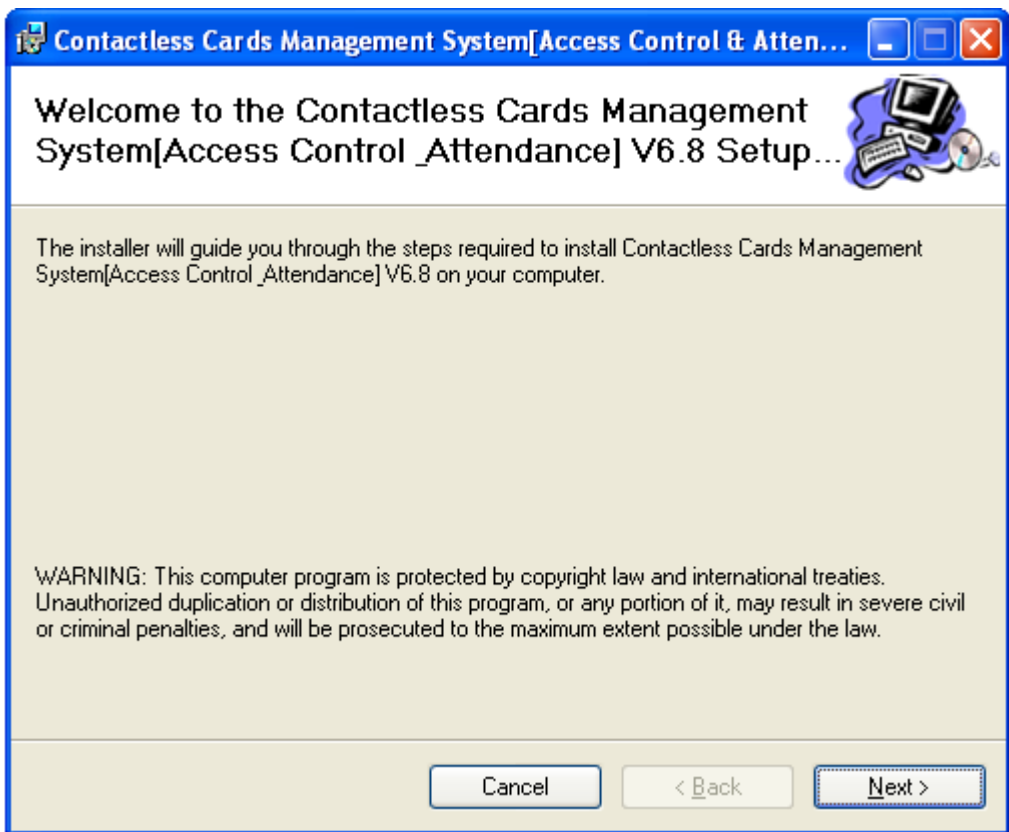 Contactless Cards Management System[Access Control & Atten...
Welcome to the Contactless Cards Management
System[Access Control _Attendance] V6.8 Setup...
The installer will guide you through the steps required to install Contactless Cards Management
System[Access Control _Attendance] V6.8 on your computer.
WARNING: This computer program is protected by copyright law and international treaties.
Unauthorized duplication or distribution of this program, or any portion of it, may result in severe civil
or criminal penalties, and will be prosecuted to the maximum extent possible under the law.
Cancel
< Back
Next >